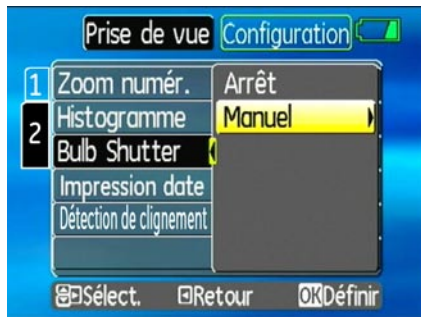 Prise de vue Configuration
1 Zoom numér. Arrêt
Histogramme Manuel
2
Bulb Shutter
Impression date
Détection de clignement
Sélect. Retour OK Définir